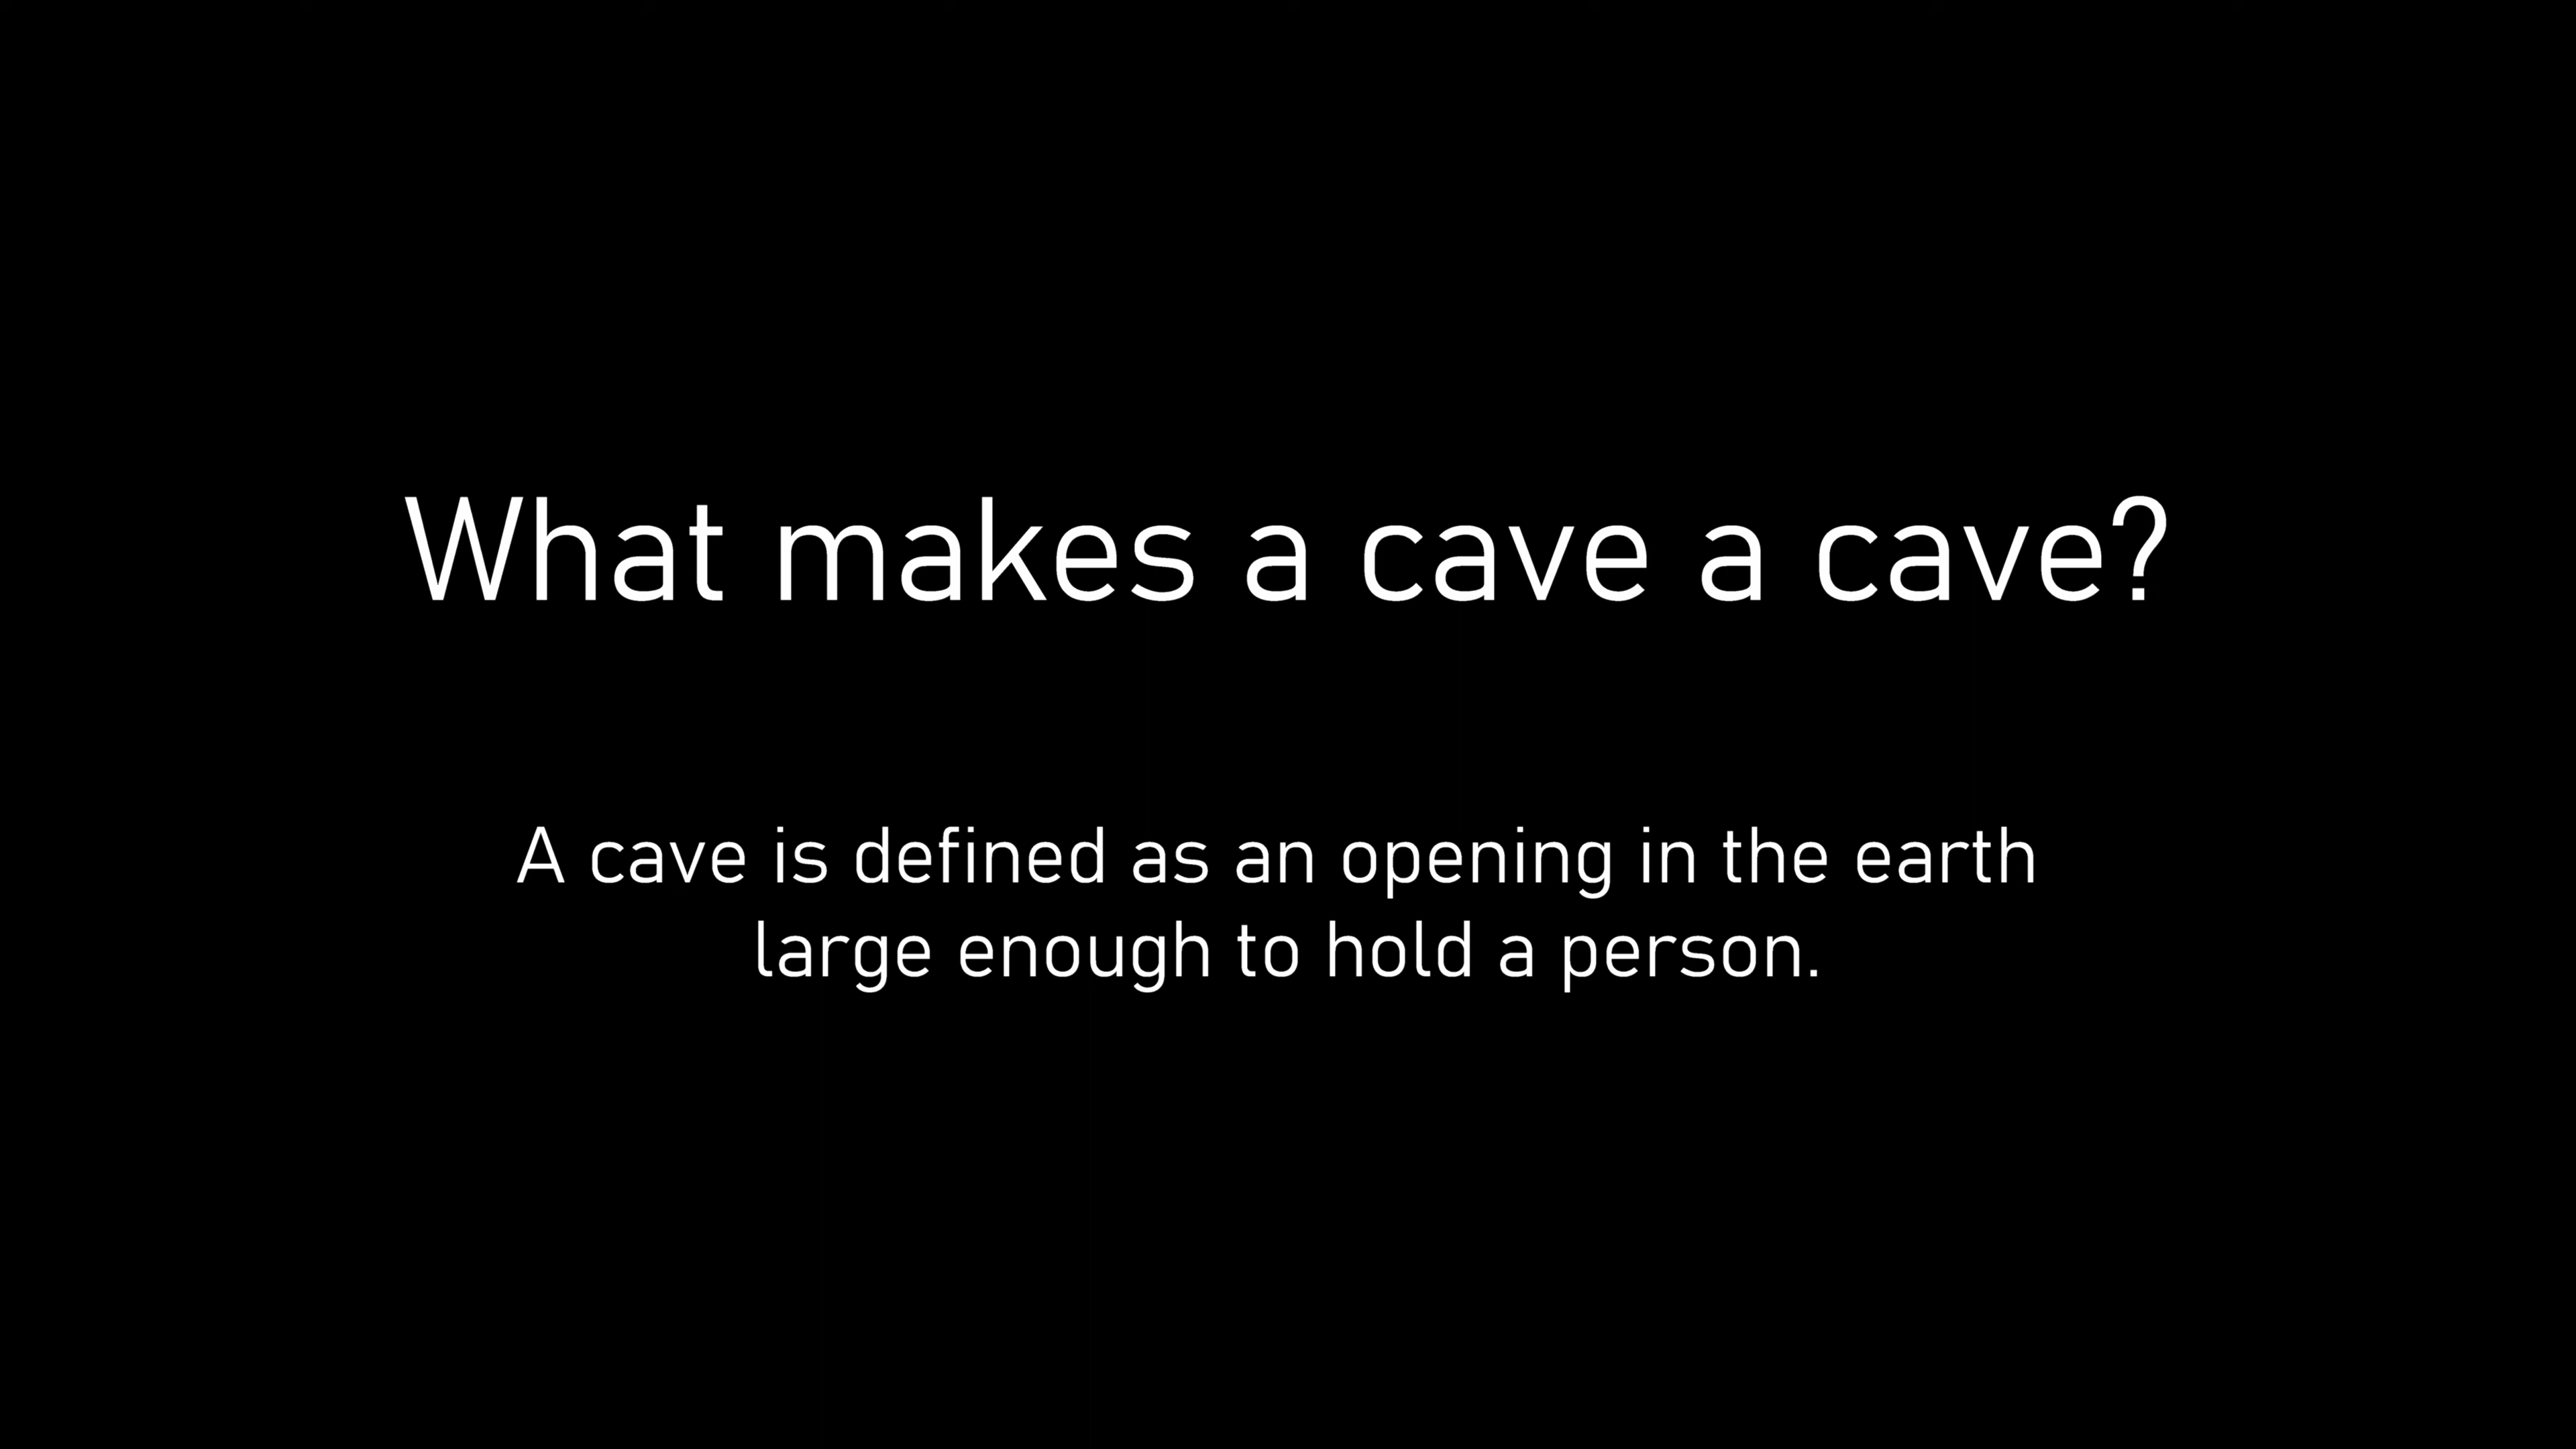 What makes a cave a cave?
A cave is defined as an opening in the earth
large enough to hold a person.